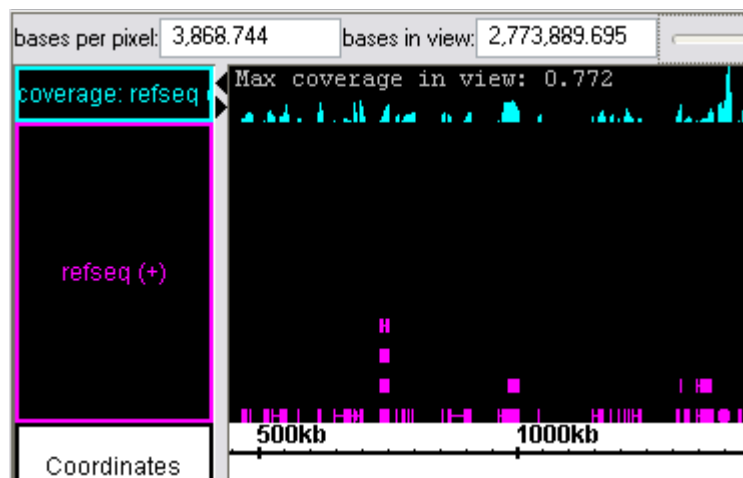 bases per pixel: 3,868.744 bases in view: 2,773,889.695
coverage: refseq
Max coverage in view: 0.772
refseq (+)
500kb 1000kb
Coordinates